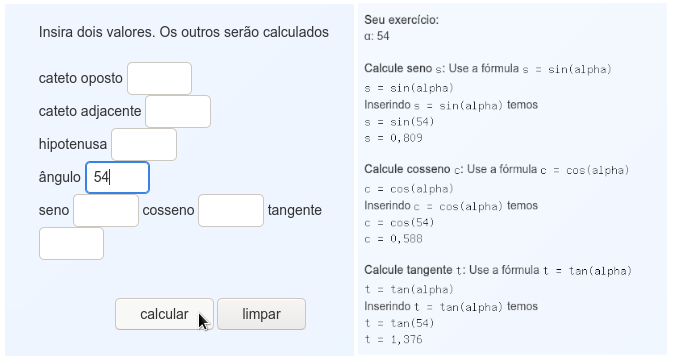 Insira dois valores. Os outros serão calculados
cateto oposto
cateto adjacente
hipotenusa
ângulo 54
seno cosseno tangente
calcular limpar
Seu exercício:
α: 54
Calcule seno s: Use a fórmula s = sin(alpha)
s = sin(alpha)
Inserindo s = sin(alpha) temos
s = sin(54)
s = 0,809
Calcule cosseno c: Use a fórmula c = cos(alpha)
c = cos(alpha)
Inserindo c = cos(alpha) temos
c = cos(54)
c = 0,588
Calcule tangente t: Use a fórmula t = tan(alpha)
t = tan(alpha)
Inserindo t = tan(alpha) temos
t = tan(54)
t = 1,376